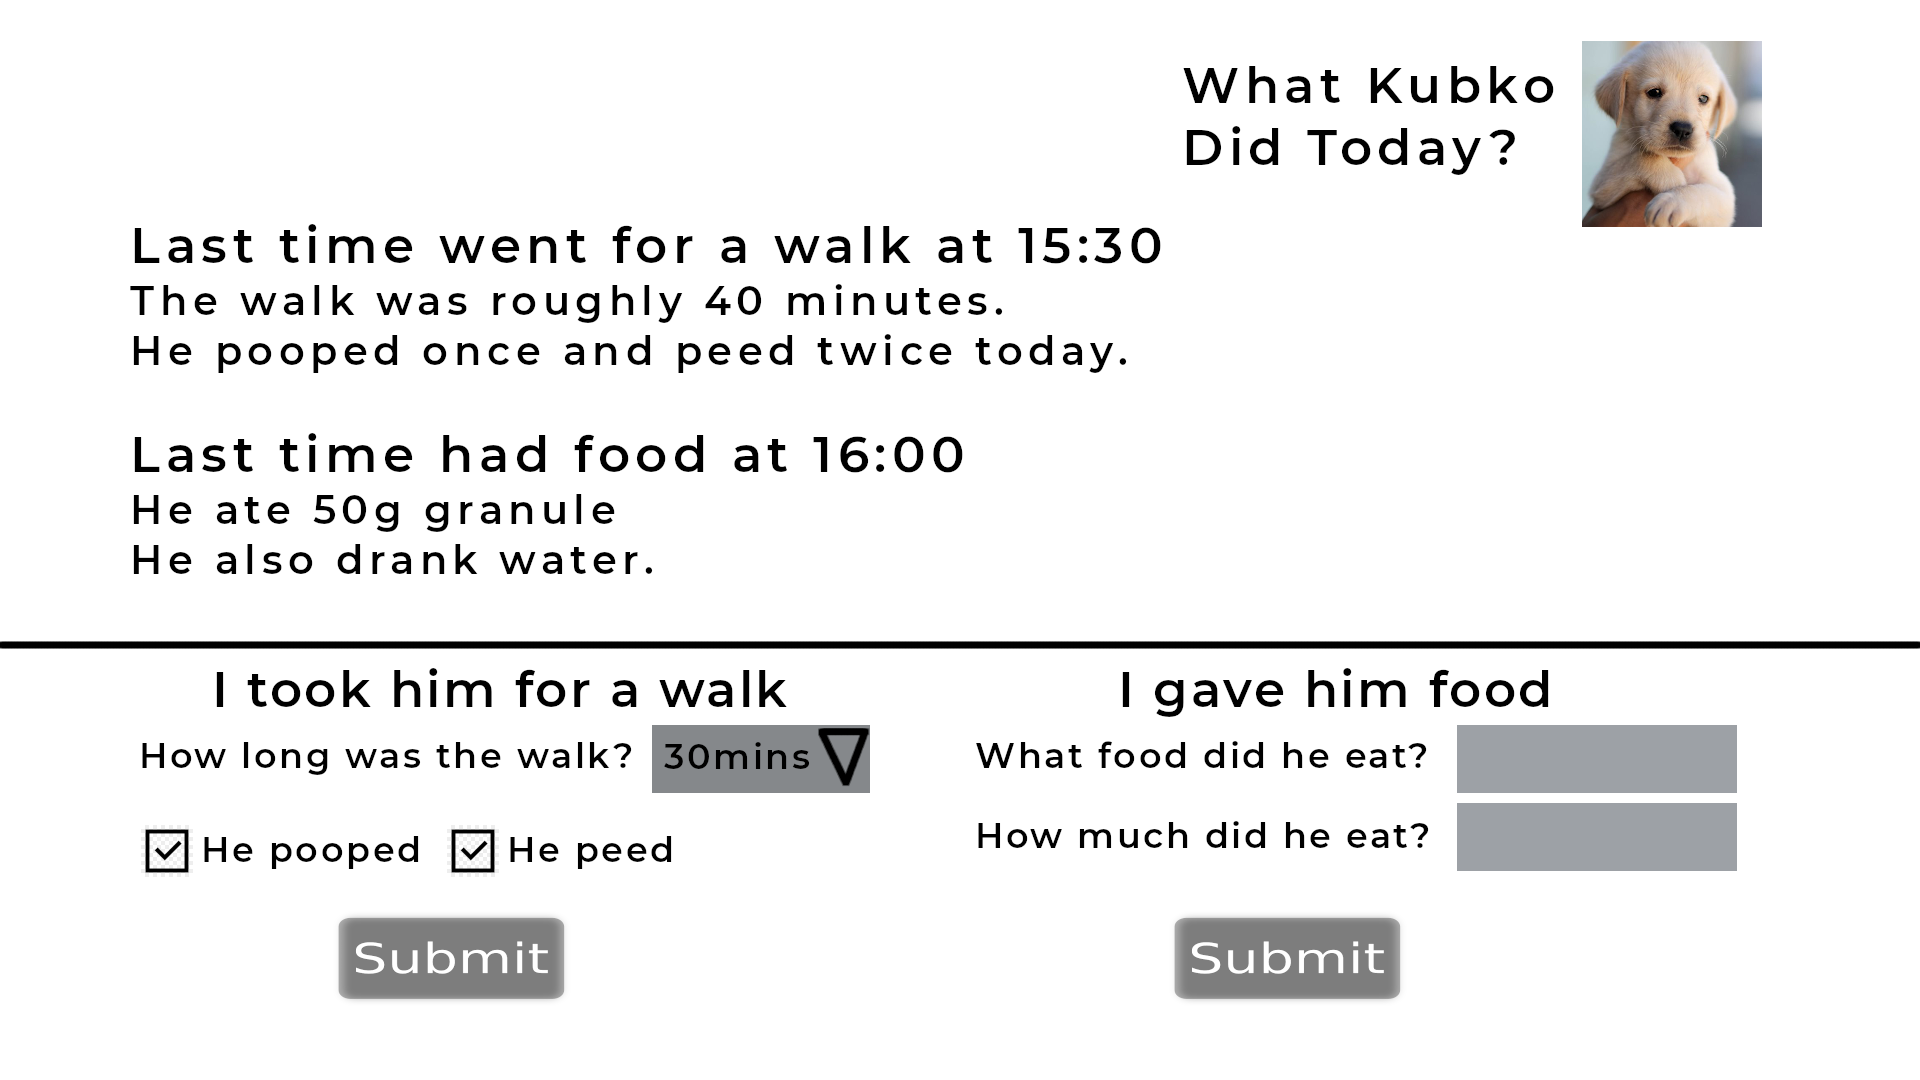 What Kubko
Did Today?
Last time went for a walk at 15:30
The walk was roughly 40 minutes.
He pooped once and peed twice today.
Last time had food at 16:00
He ate 50g granule
He also drank water.
I took him for a walk
How long was the walk? 30mins
He pooped He peed
Submit
I gave him food
What food did he eat?
How much did he eat?
Submit